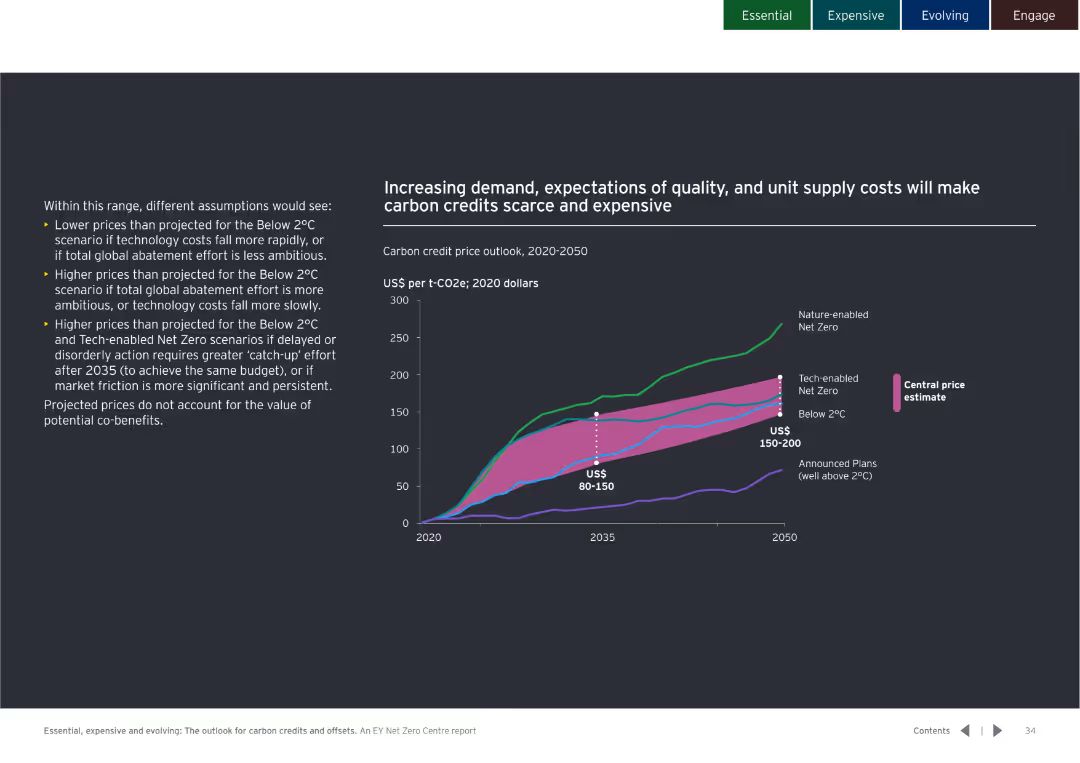 Essential
Expensive
Evolving
Engage
Within this range, different assumptions would see:
‣ Lower prices than projected for the Below 2ºC
scenario if technology costs fall more rapidly, or
if total global abatement effort is less ambitious.
‣ Higher prices than projected for the Below 2ºC
scenario if total global abatement effort is more
ambitious, or technology costs fall more slowly.
‣ Higher prices than projected for the Below 2ºC
and Tech-enabled Net Zero scenarios if delayed or
disorderly action requires greater ‘catch-up’ effort
after 2035 (to achieve the same budget), or if
market friction is more significant and persistent.
Projected prices do not account for the value of
potential co-benefits.
Increasing demand, expectations of quality, and unit supply costs will make
carbon credits scarce and expensive
Carbon credit price outlook, 2020-2050
US$ per t-CO2e; 2020 dollars
300
250
200
150
100
50
0
2020
2035
2050
US$
80-150
US$
150-200
Nature-enabled
Net Zero
Tech-enabled
Net Zero
Below 2ºC
Announced Plans
(well above 2ºC)
Central price
estimate
Essential, expensive and evolving: The outlook for carbon credits and offsets. An EY Net Zero Centre report
Contents
|
34